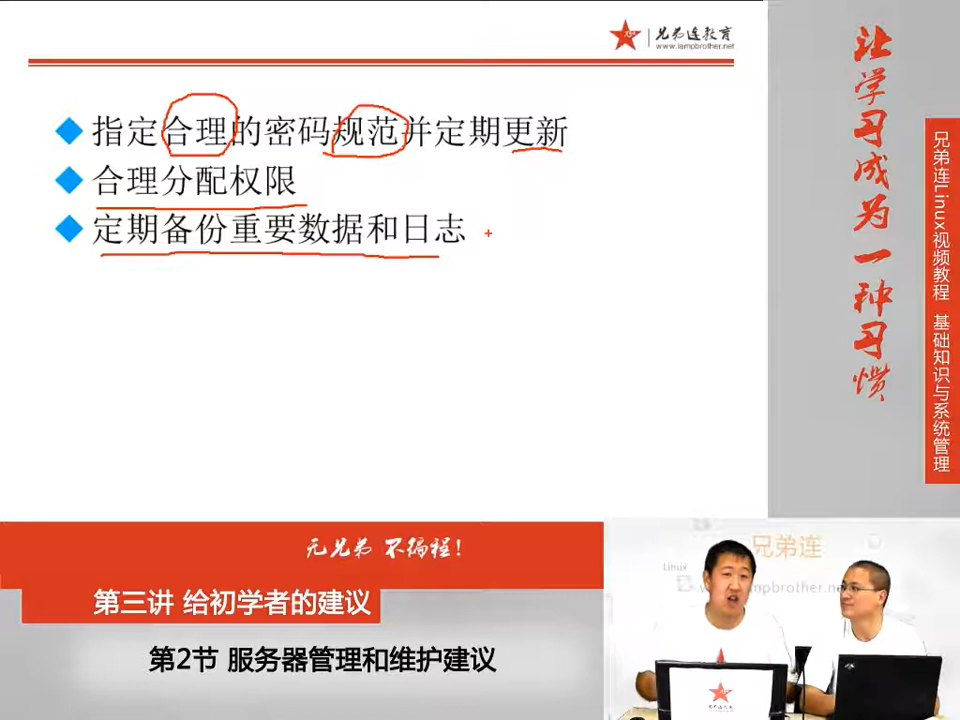 兄弟连教育
www.lampbrother.net
指定合理的密码规范并定期更新
合理分配权限
定期备份重要数据和日志
让学习成为一种习惯
兄弟连Linux视频教程 基础知识与系统管理
无兄弟 不编程!
第三讲 给初学者的建议
第2节 服务器管理和维护建议
兄弟连
Linux
www.lampbrother.net